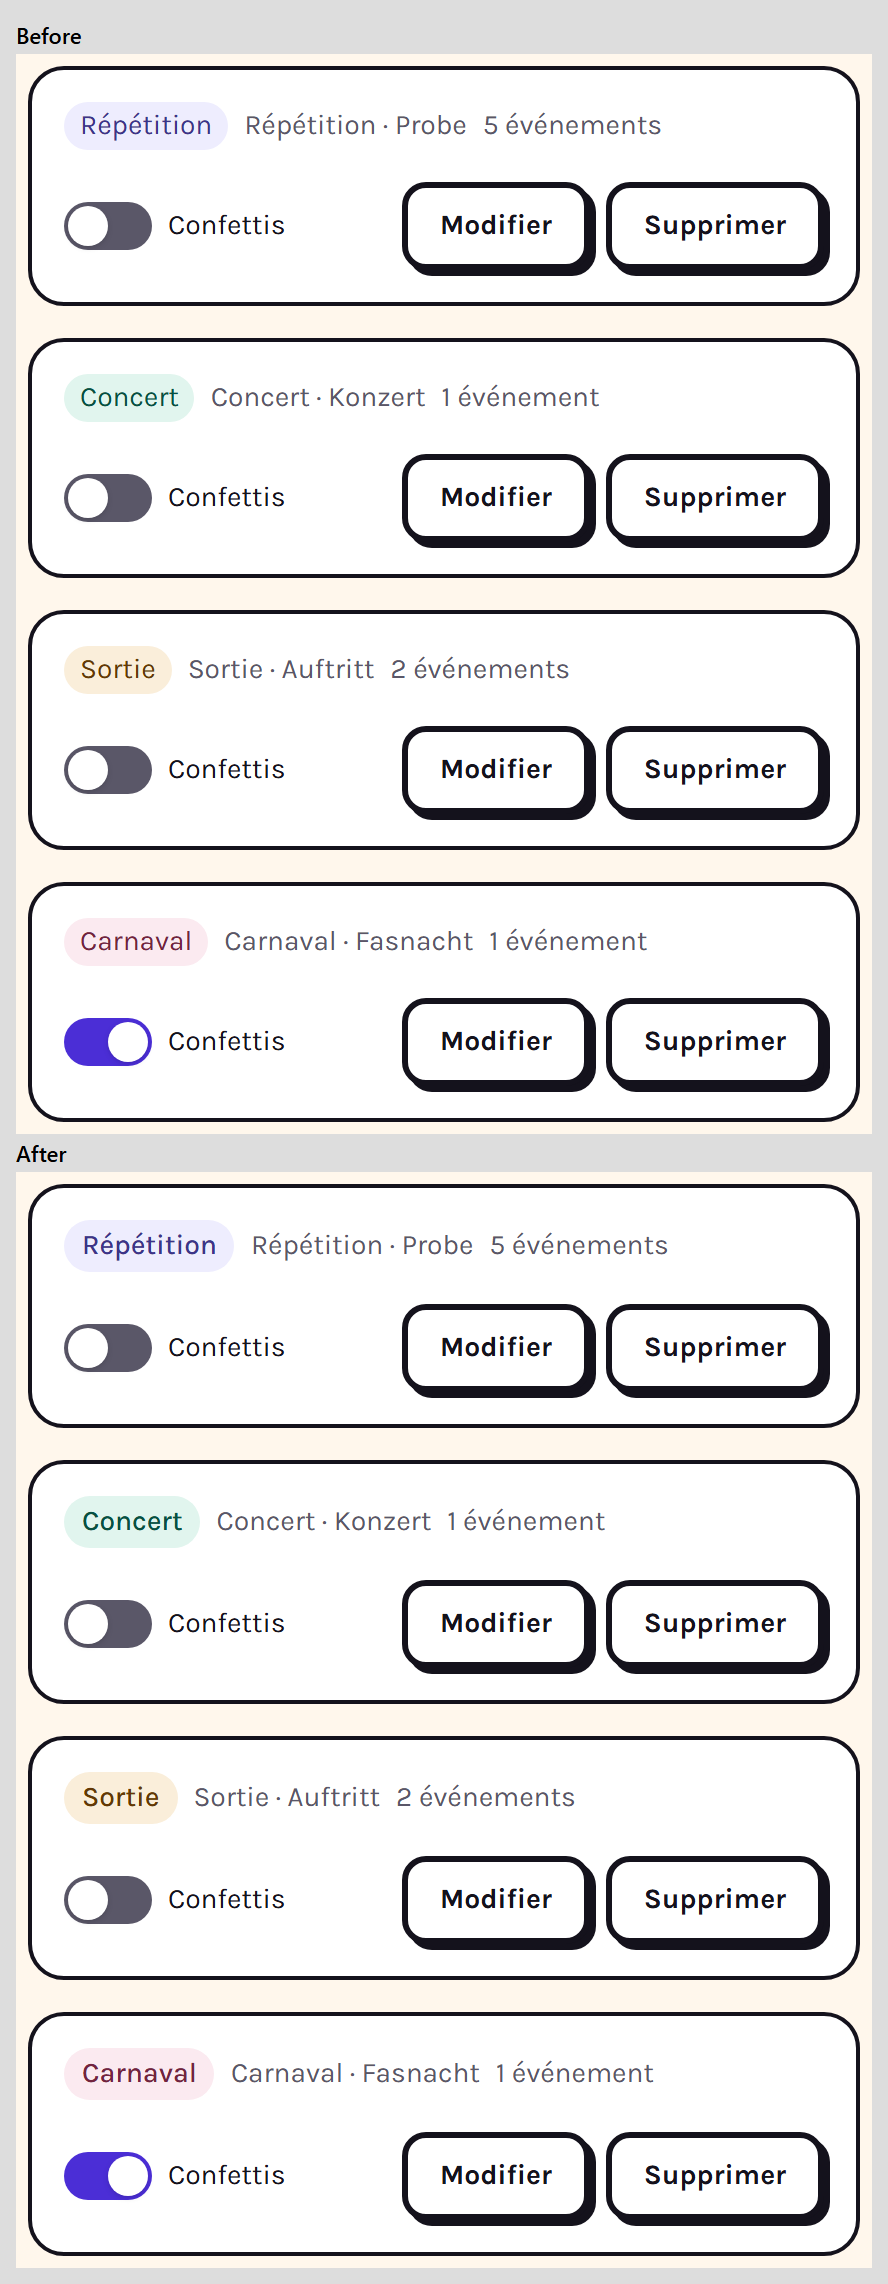 Before
Répétition Répétition · Probe 5 événements
Confettis Modifier Supprimer
Concert Concert · Konzert 1 événement
Confettis Modifier Supprimer
Sortie Sortie · Auftritt 2 événements
Confettis Modifier Supprimer
Carnaval Carnaval · Fasnacht 1 événement
Confettis Modifier Supprimer
After
Répétition Répétition · Probe 5 événements
Confettis Modifier Supprimer
Concert Concert · Konzert 1 événement
Confettis Modifier Supprimer
Sortie Sortie · Auftritt 2 événements
Confettis Modifier Supprimer
Carnaval Carnaval · Fasnacht 1 événement
Confettis Modifier Supprimer